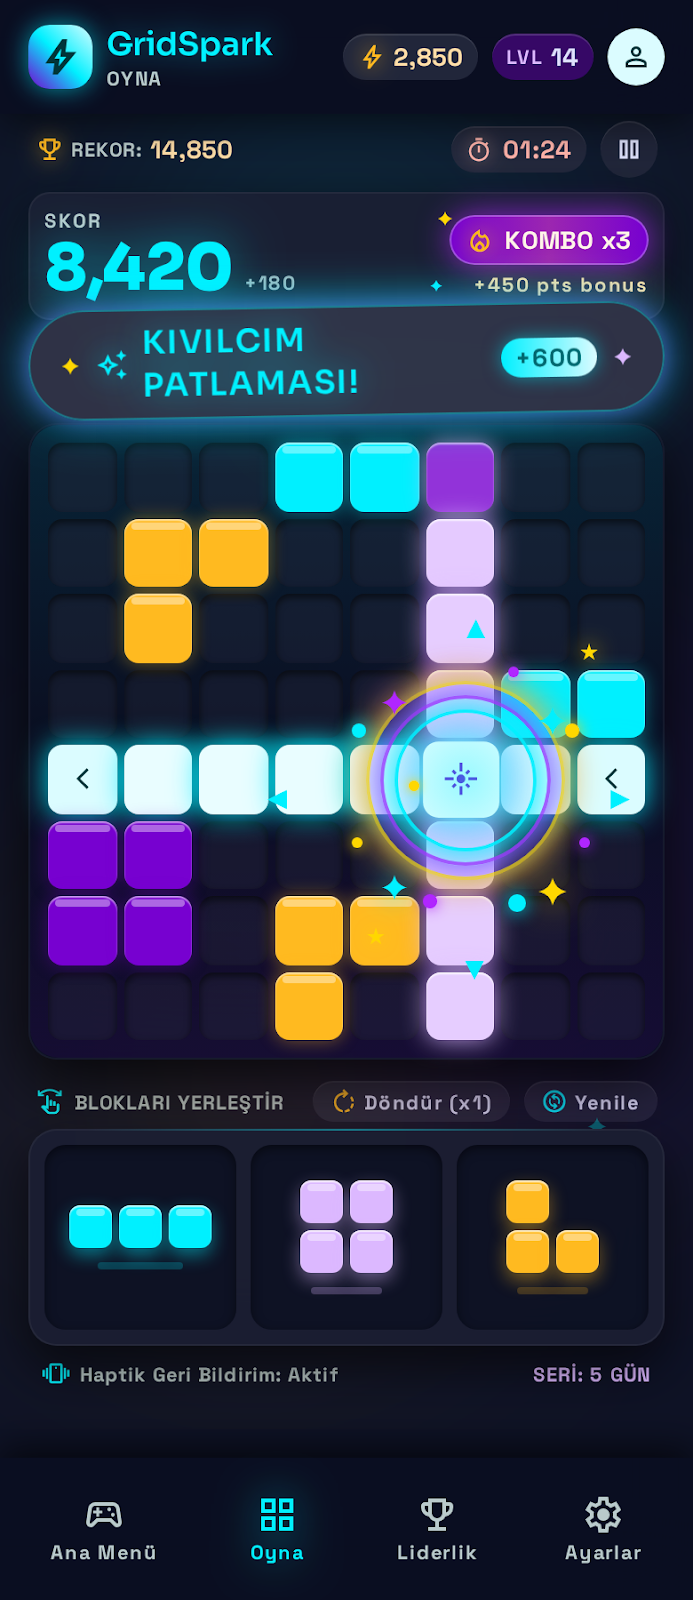 GridSpark
OYNA
2,850
LVL 14
REKOR: 14,850
01:24
SKOR
8,420 +180
KOMBO x3
+450 pts bonus
KIVILCIM
PATLAMASI!
+600
BLOKLARI YERLEŞTİR
Döndür (x1)
Yenile
Haptik Geri Bildirim: Aktif
SERİ: 5 GÜN
Ana Menü
Oyna
Liderlik
Ayarlar